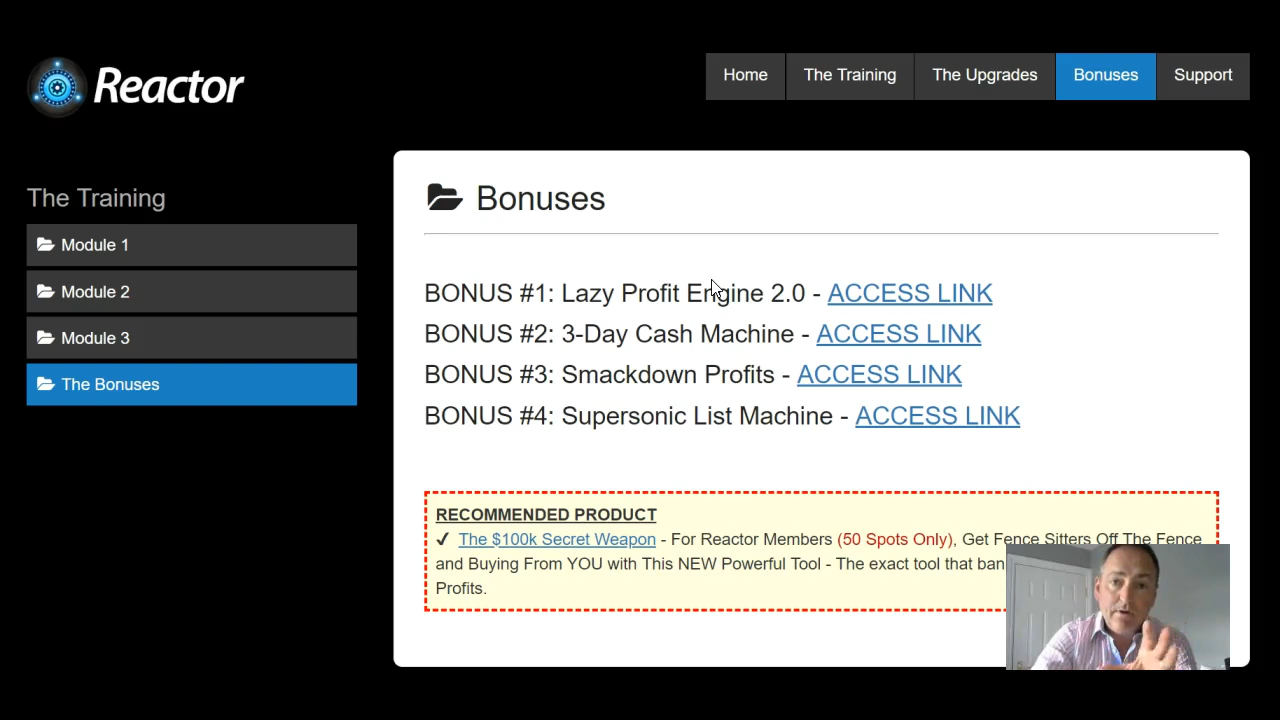 Reactor
Home
The Training
The Upgrades
Bonuses
Support
The Training
Module 1
Module 2
Module 3
The Bonuses
Bonuses
BONUS #1: Lazy Profit Engine 2.0 - ACCESS LINK
BONUS #2: 3-Day Cash Machine - ACCESS LINK
BONUS #3: Smackdown Profits - ACCESS LINK
BONUS #4: Supersonic List Machine - ACCESS LINK
RECOMMENDED PRODUCT
✔ The $100k Secret Weapon - For Reactor Members (50 Spots Only), Get Fence Sitters Off The Fence
and Buying From YOU with This NEW Powerful Tool - The exact tool that ban
Profits.